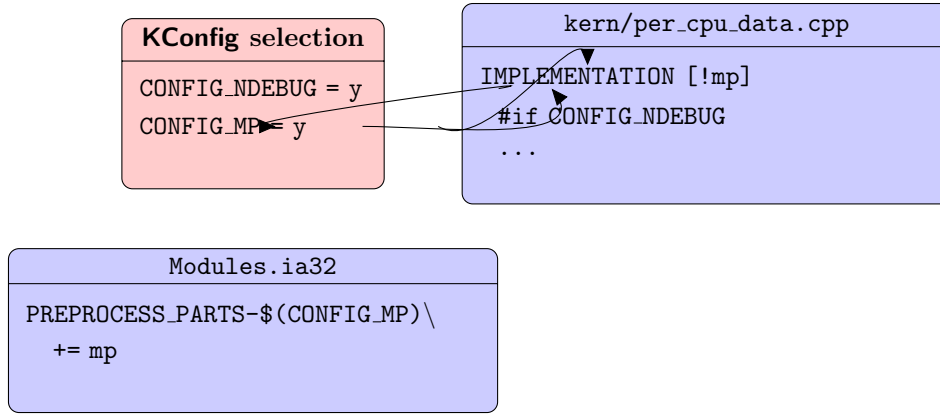 KConfig selection
CONFIG_NDEBUG = y
CONFIG_MP = y
kern/per_cpu_data.cpp
IMPLEMENTATION [!mp]
#if CONFIG_NDEBUG
...
Modules.ia32
PREPROCESS_PARTS-$(CONFIG_MP)\
+= mp